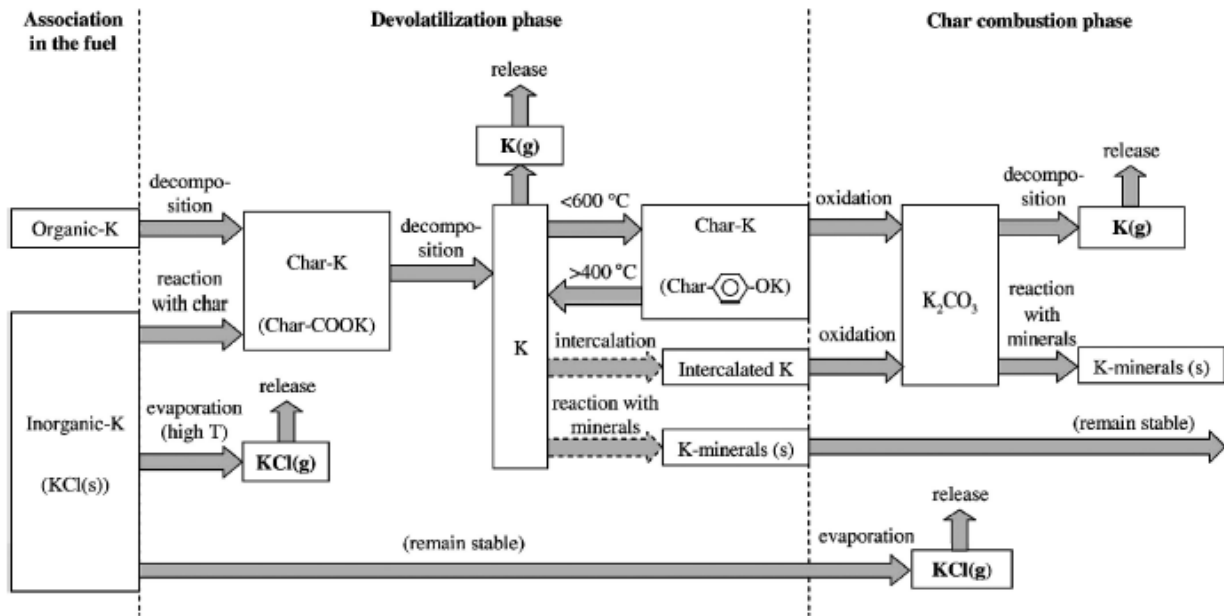 Association
in the fuel
Devolatilization phase
Char combustion phase
release
K(g)
release
decompo-
sition
<600 °C
oxidation
decompo-
sition
K(g)
Organic-K
Char-K
decompo-
sition
Char-K
>400 °C
reaction
with char
(Char-COOK)
(Char- -OK)
K
K2CO3
reaction
with
minerals
intercalation
Intercalated K
oxidation
K-minerals (s)
release
evaporation
(high T)
KCl(g)
Inorganic-K
(KCl(s))
reaction with
minerals
K-minerals (s)
(remain stable)
release
(remain stable)
evaporation
KCl(g)